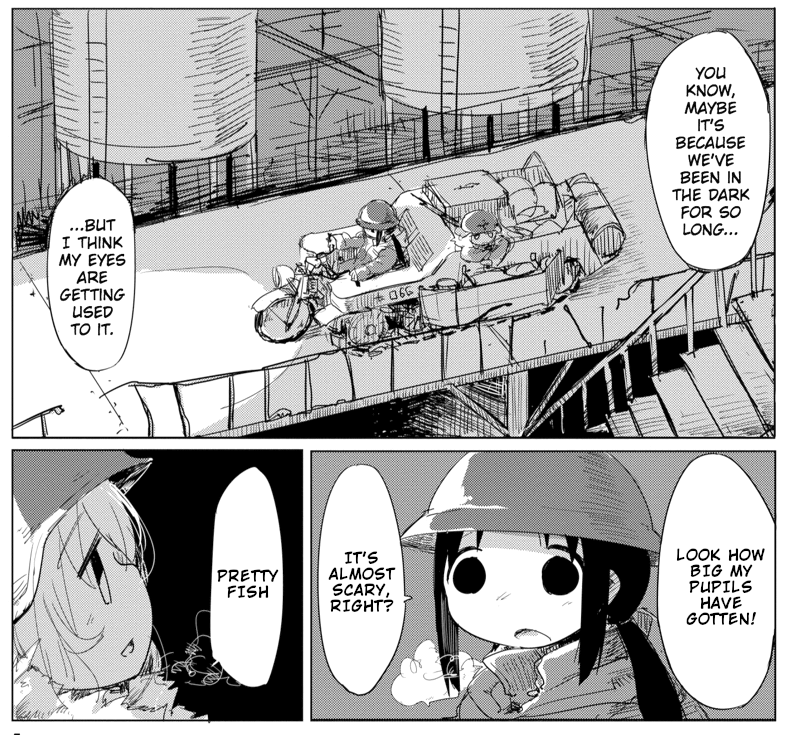 YOU
KNOW,
MAYBE
IT'S
BECAUSE
WE'VE
BEEN IN
THE DARK
FOR SO
LONG...
...BUT
I THINK
MY EYES
ARE
GETTING
USED
TO IT.
LOOK HOW
BIG MY
PUPILS
HAVE
GOTTEN!
IT'S
ALMOST
SCARY,
RIGHT?
PRETTY
FISH